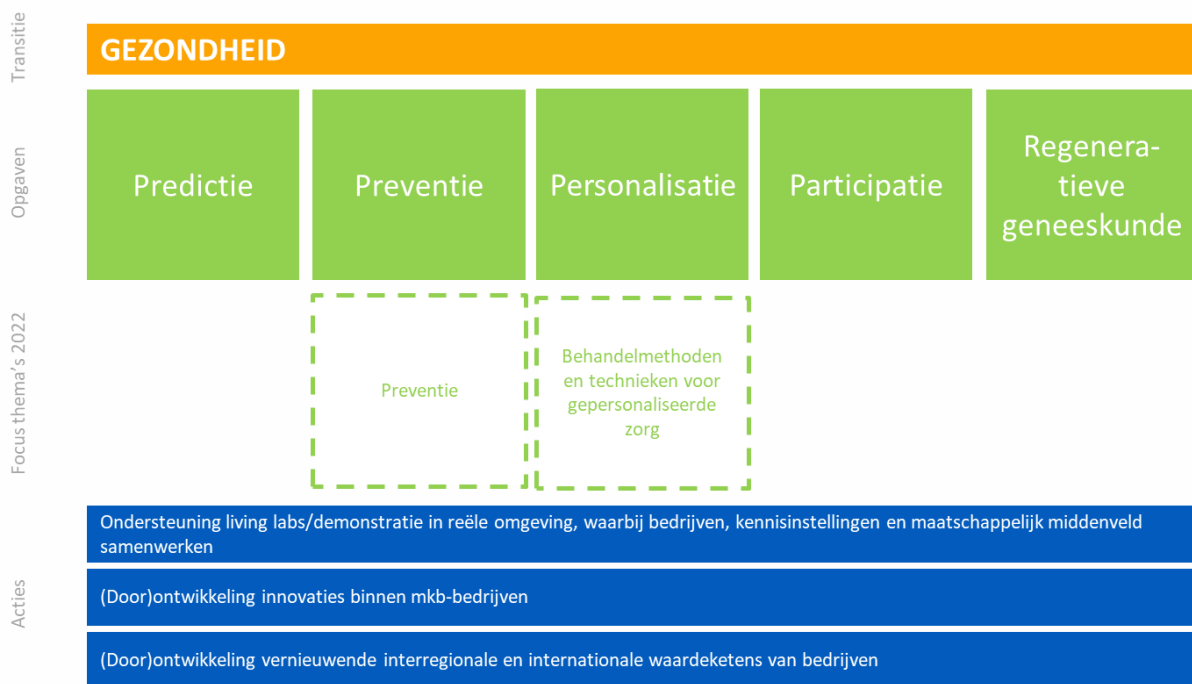 Transitie
GEZONDHEID
Opgaven
Predictie
Preventie
Personalisatie
Participatie
Regenera-
tieve
geneeskunde
Focus thema's 2022
Preventie
Behandelmethoden
en technieken voor
gepersonaliseerde
zorg
Acties
Ondersteuning living labs/demonstratie in reële omgeving, waarbij bedrijven, kennisinstellingen en maatschappelijk middenveld
samenwerken
(Door)ontwikkeling innovaties binnen mkb-bedrijven
(Door)ontwikkeling vernieuwende interregionale en internationale waardeketens van bedrijven